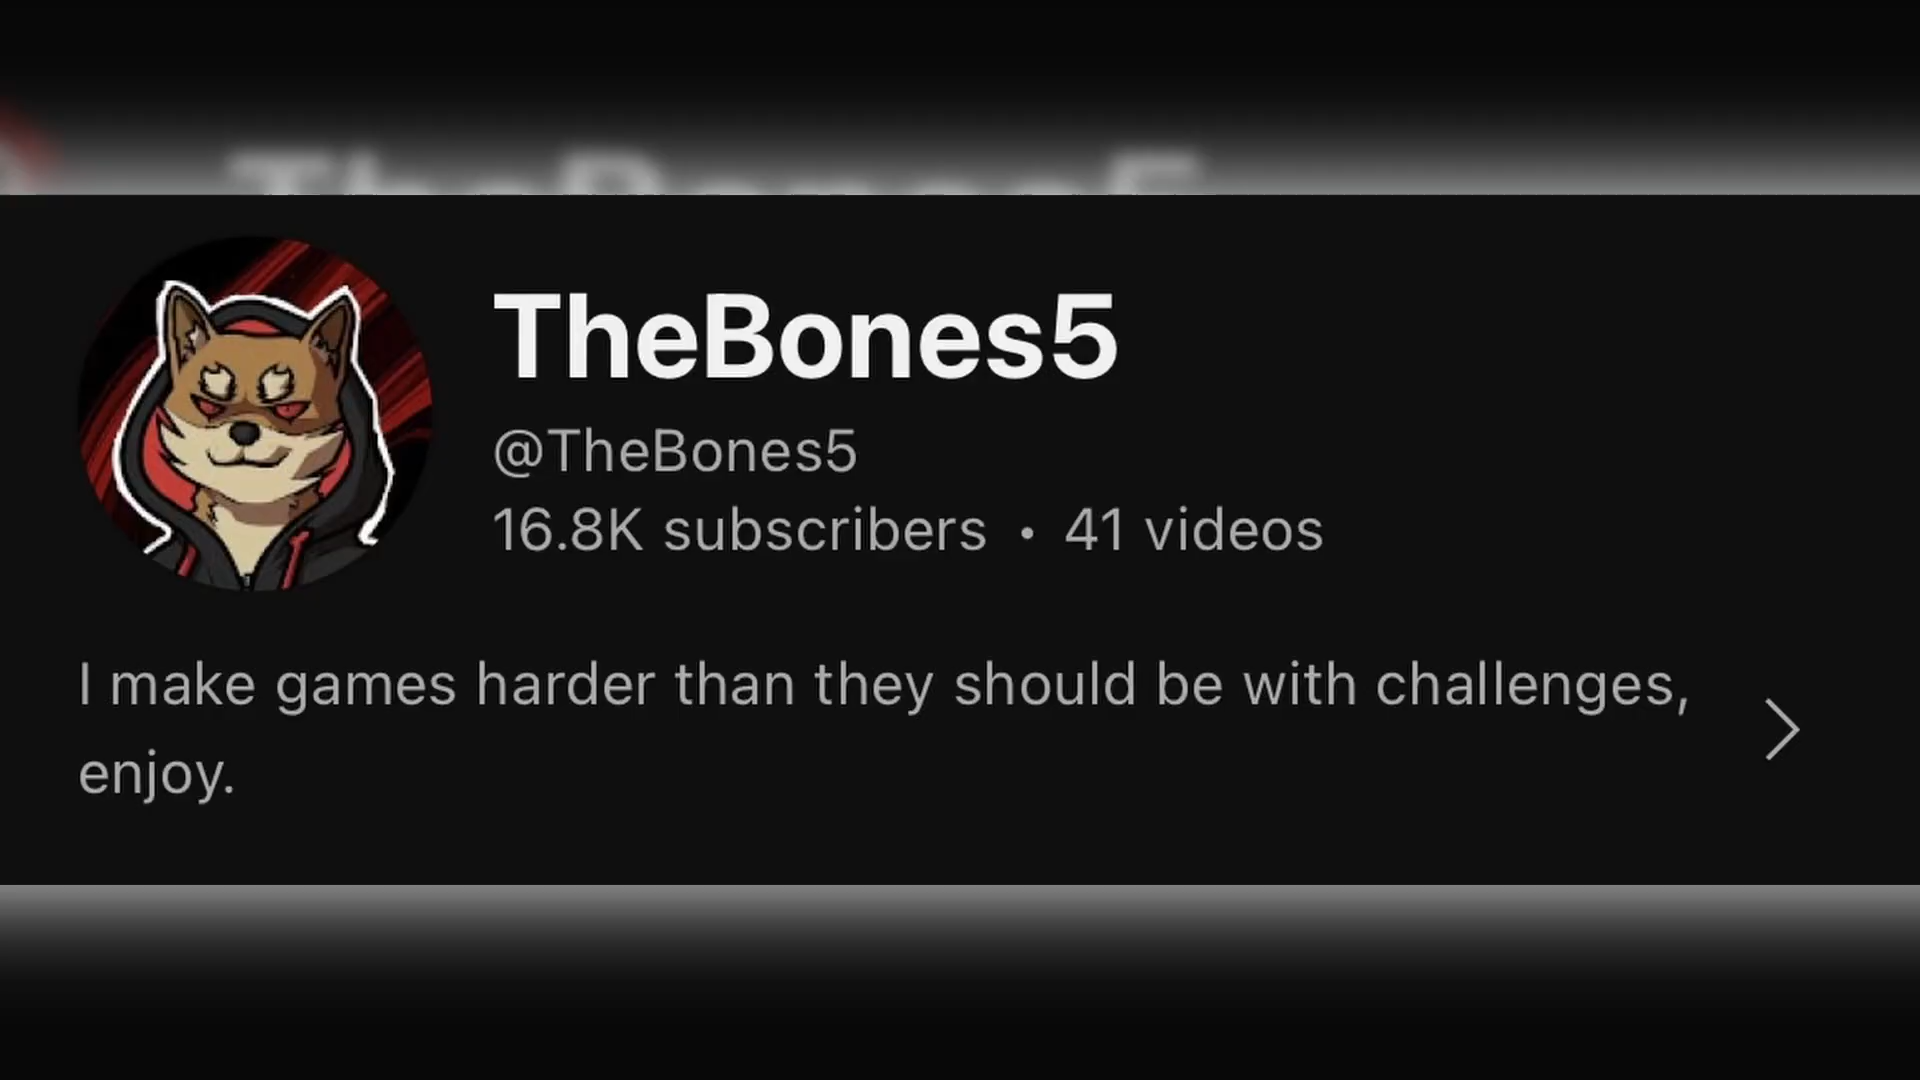 TheBones5
@TheBones5
16.8K subscribers • 41 videos
I make games harder than they should be with challenges,
enjoy.